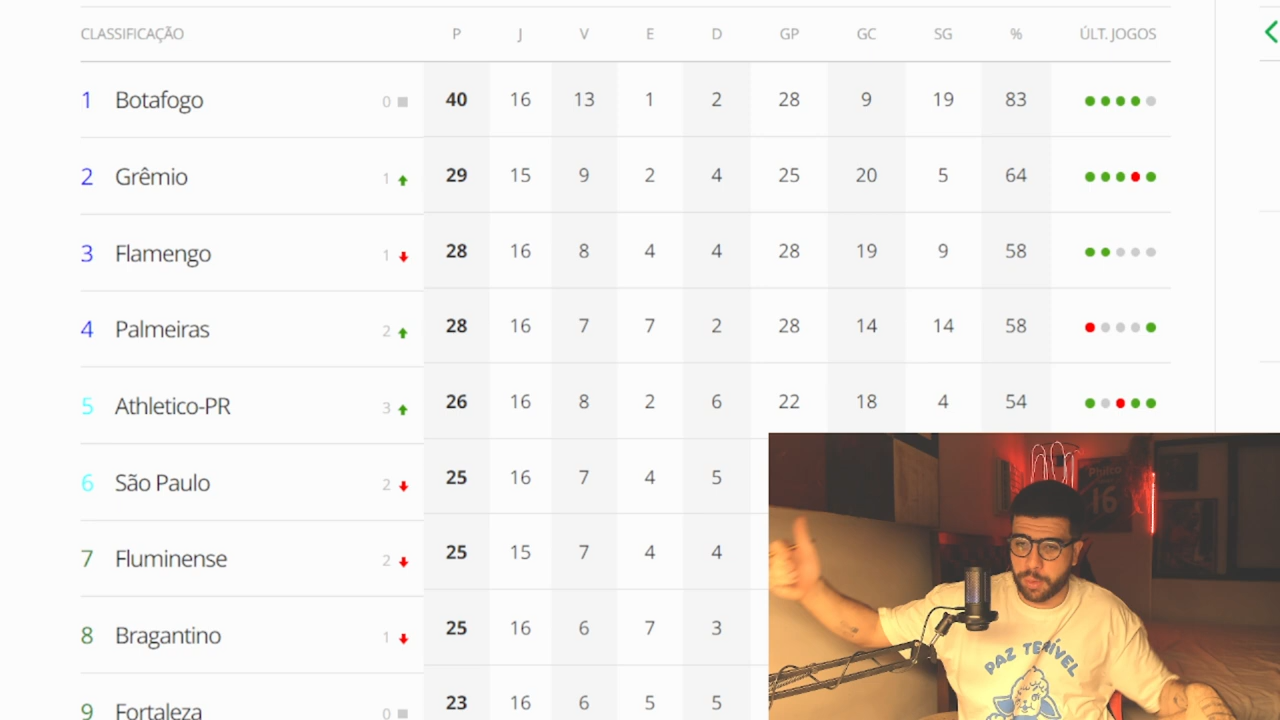 CLASSIFICAÇÃO P J V E D GP GC SG % ÚLT. JOGOS
1 Botafogo 0 40 16 13 1 2 28 9 19 83
2 Grêmio 1 29 15 9 2 4 25 20 5 64
3 Flamengo 1 28 16 8 4 4 28 19 9 58
4 Palmeiras 2 28 16 7 7 2 28 14 14 58
5 Athletico-PR 3 26 16 8 2 6 22 18 4 54
6 São Paulo 2 25 16 7 4 5
7 Fluminense 2 25 15 7 4 4
8 Bragantino 1 25 16 6 7 3
9 Fortaleza 0 23 16 6 5 5
Philto
16
PAZ TERÍVEL